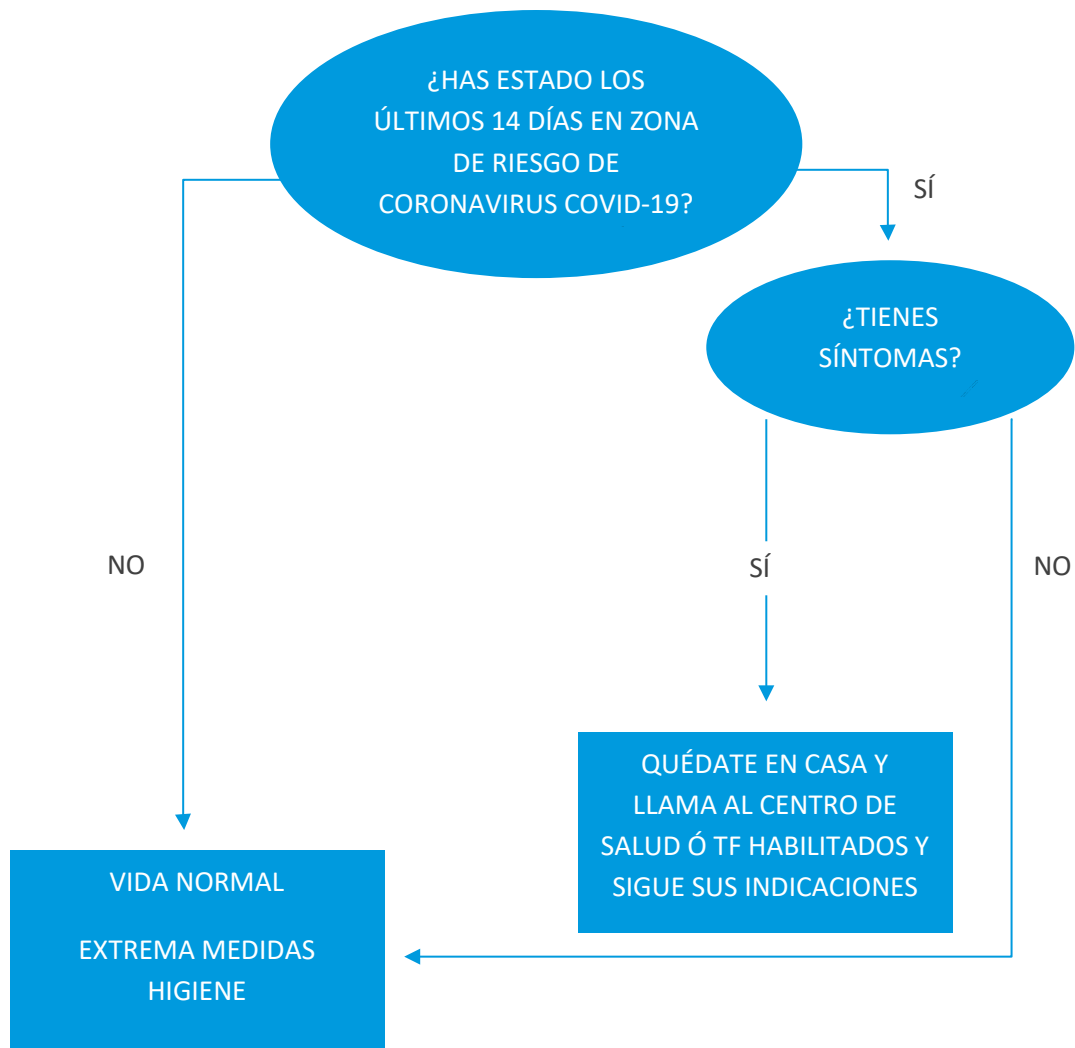 ¿HAS ESTADO LOS
ÚLTIMOS 14 DÍAS EN ZONA
DE RIESGO DE
CORONAVIRUS COVID-19?
SÍ
¿TIENES
SÍNTOMAS?
NO
SÍ
NO
QUÉDATE EN CASA Y
LLAMA AL CENTRO DE
SALUD Ó TF HABILITADOS Y
SIGUE SUS INDICACIONES
VIDA NORMAL
EXTREMA MEDIDAS
HIGIENE